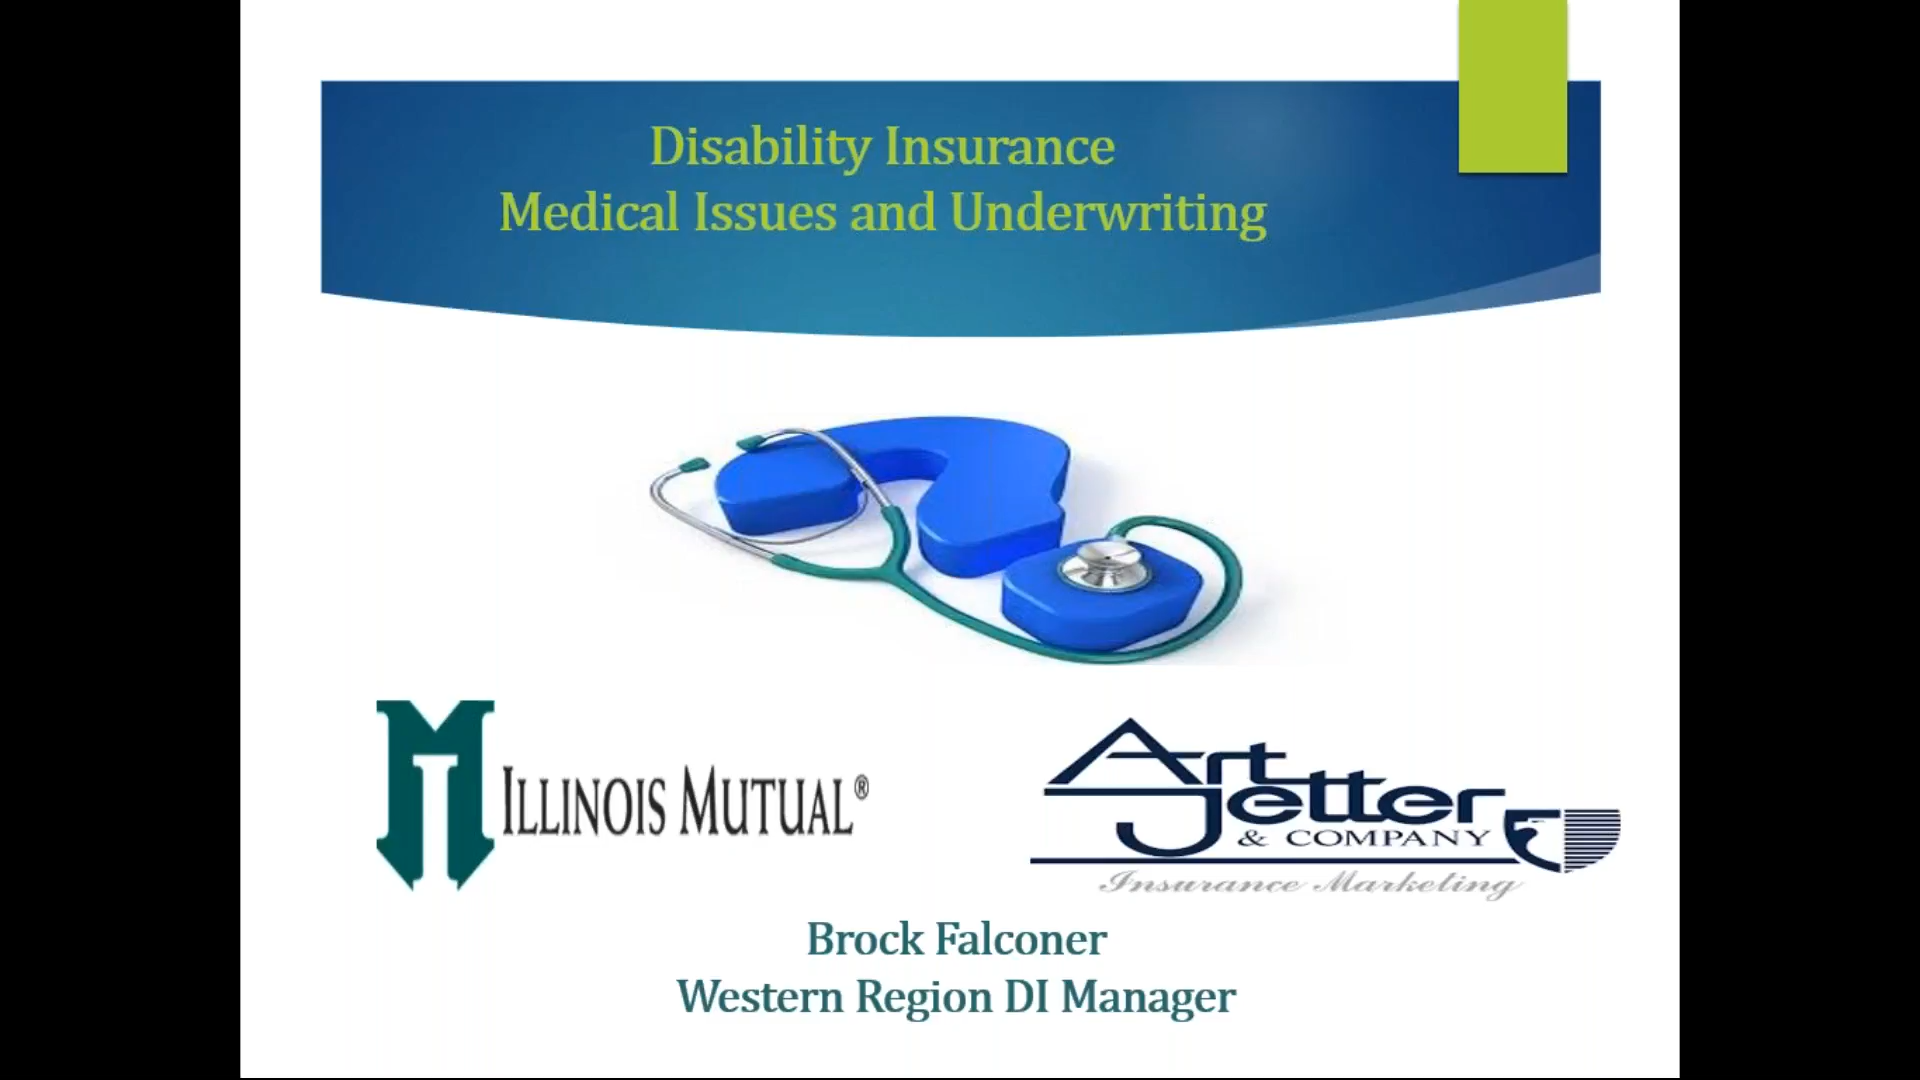 Disability Insurance
Medical Issues and Underwriting
ILLINOIS MUTUAL®
Art
Jetter
& COMPANY
Insurance Marketing
Brock Falconer
Western Region DI Manager